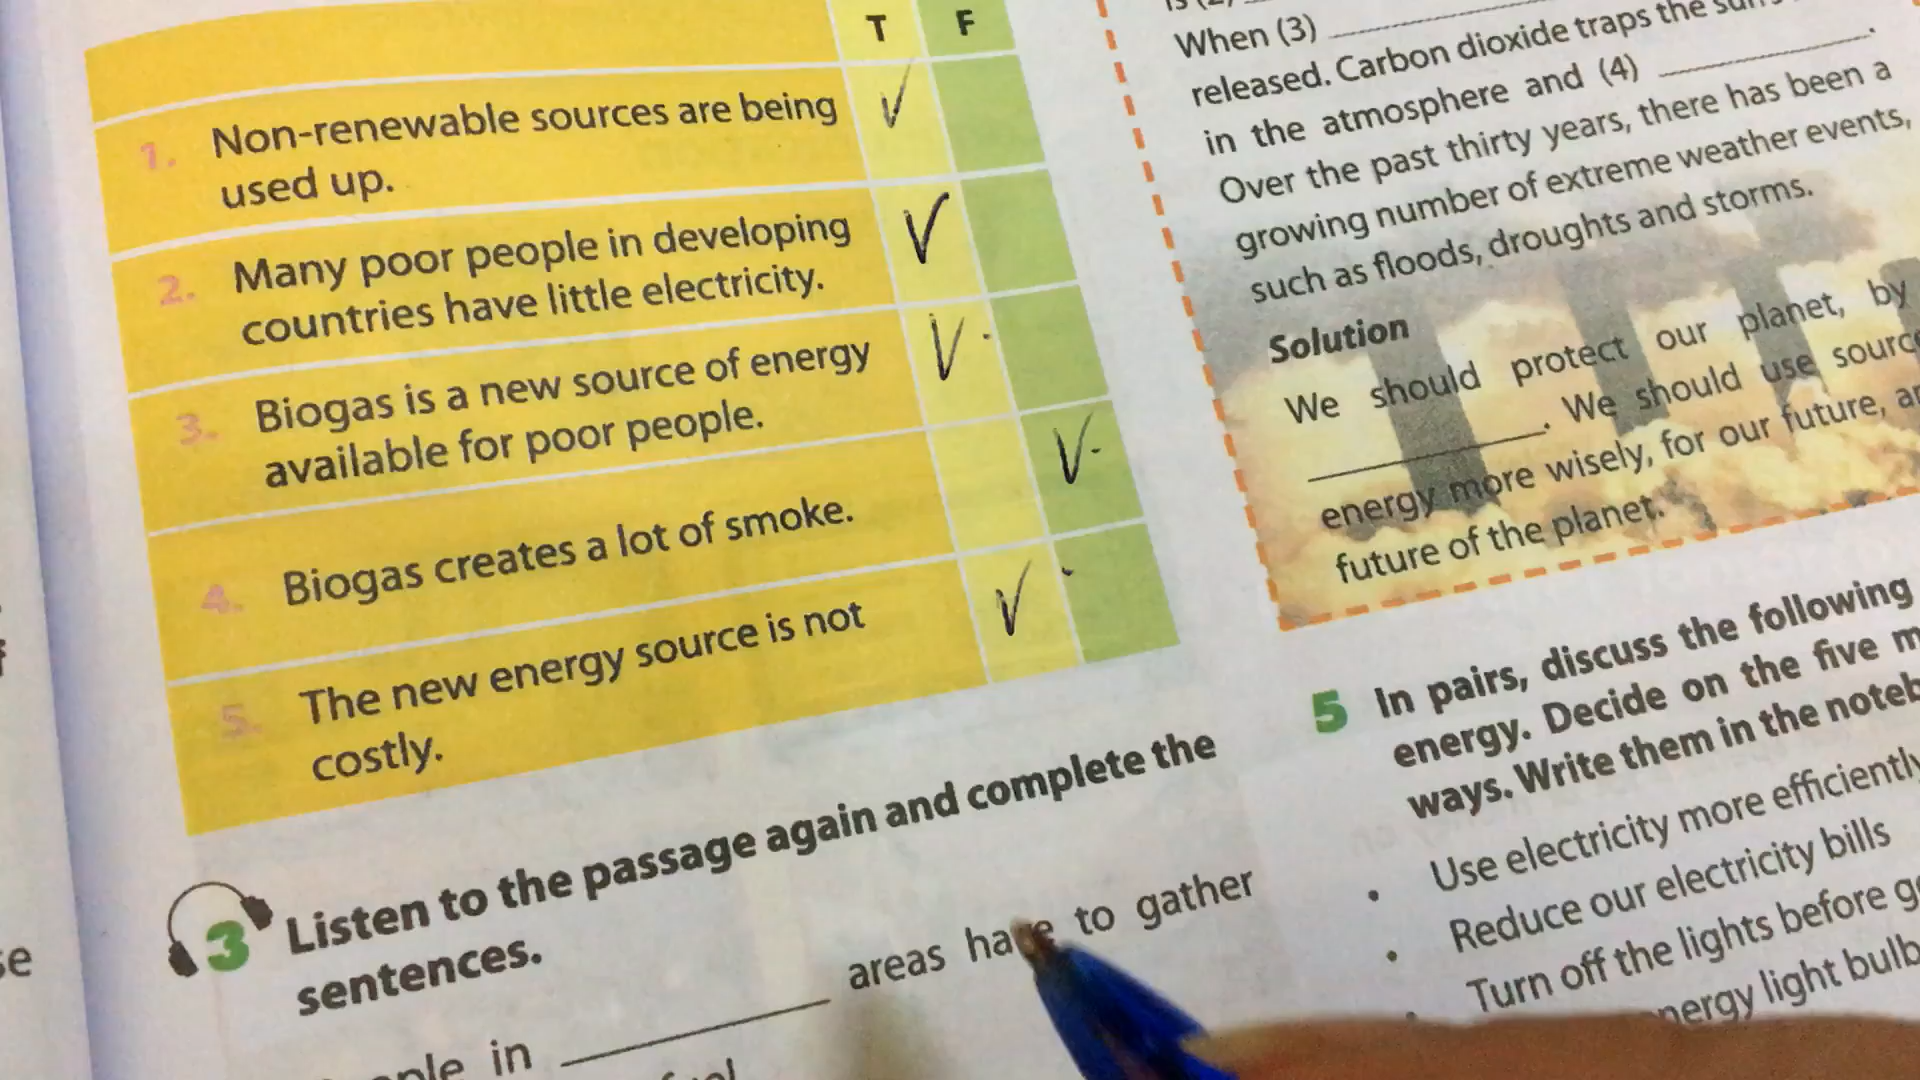 T F
1. Non-renewable sources are being
used up.
2. Many poor people in developing
countries have little electricity.
3. Biogas is a new source of energy
available for poor people.
4. Biogas creates a lot of smoke.
5. The new energy source is not
costly.
3 Listen to the passage again and complete the
sentences.
in ____ areas have to gather
When (3) ____
released. Carbon dioxide traps the
in the atmosphere and (4) ____.
Over the past thirty years, there has been a
growing number of extreme weather events,
such as floods, droughts and storms.
Solution
We should protect our planet, by
____. We should use
energy more wisely, for our future,
future of the planet.
5 In pairs, discuss the following
energy. Decide on the five
ways. Write them in the
• Use electricity more efficiently
• Reduce our electricity bills
• Turn off the lights before
light